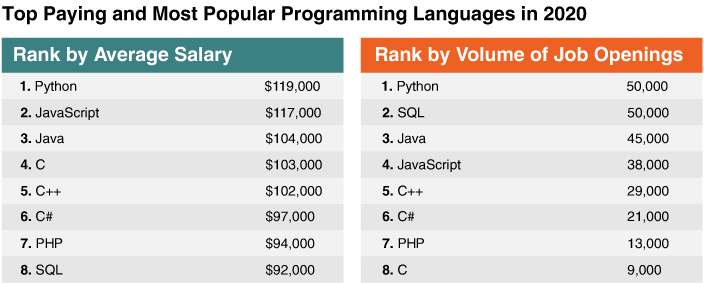 Top Paying and Most Popular Programming Languages in 2020
Rank by Average Salary
1. Python $119,000
2. JavaScript $117,000
3. Java $104,000
4. C $103,000
5. C++ $102,000
6. C# $97,000
7. PHP $94,000
8. SQL $92,000
Rank by Volume of Job Openings
1. Python 50,000
2. SQL 50,000
3. Java 45,000
4. JavaScript 38,000
5. C++ 29,000
6. C# 21,000
7. PHP 13,000
8. C 9,000